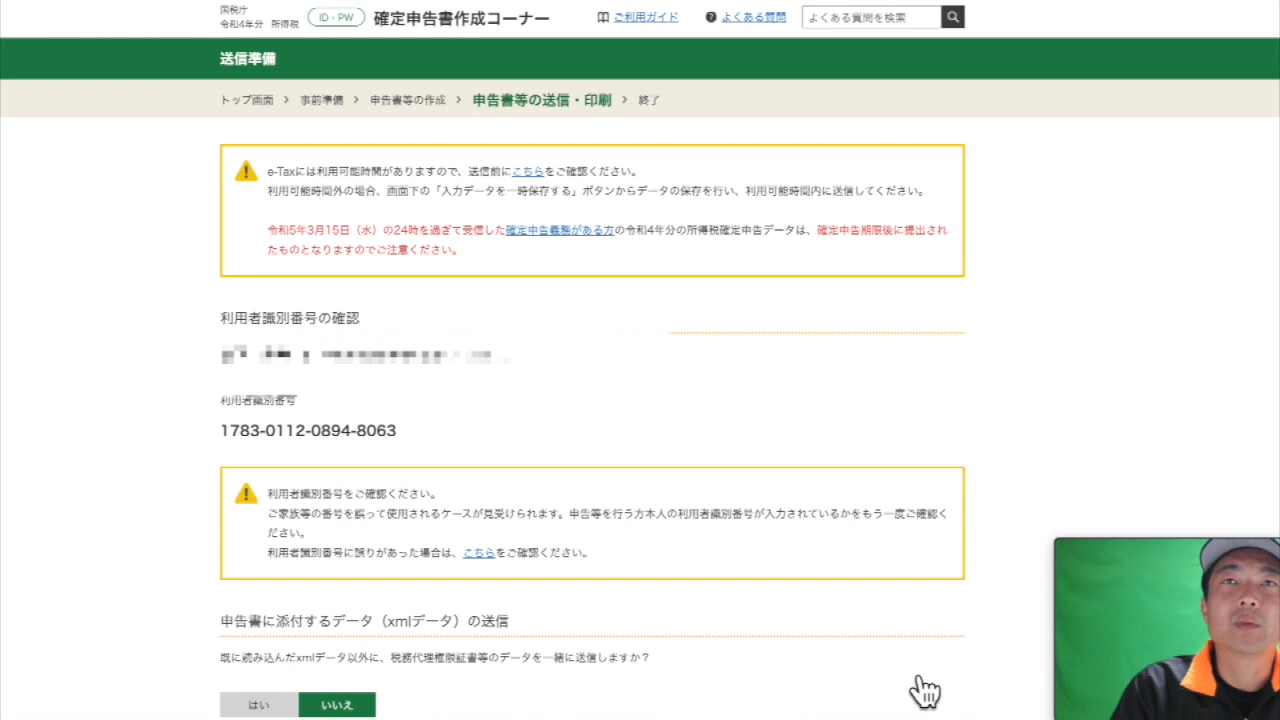 国税庁
令和4年分 所得税
ID・PW
確定申告書作成コーナー
ご利用ガイド
よくある質問
よくある質問を検索
送信準備
トップ画面 > 事前準備 > 申告書等の作成 > 申告書等の送信・印刷 > 終了
e-Taxには利用可能時間がありますので、送信前にこちらをご確認ください。
利用可能時間外の場合、画面下の「入力データを一時保存する」ボタンからデータの保存を行い、利用可能時間内に送信してください。
令和5年3月15日（水）の24時を過ぎて受信した確定申告義務がある方の令和4年分の所得税確定申告データは、確定申告期限後に提出され
たものとなりますのでご注意ください。
利用者識別番号の確認
利用者識別番号
1783-0112-0894-8063
利用者識別番号をご確認ください。
ご家族等の番号を誤って使用されるケースが見受けられます。申告等を行う方本人の利用者識別番号が入力されているかをもう一度ご確認く
ださい。
利用者識別番号に誤りがあった場合は、こちらをご確認ください。
申告書に添付するデータ（xmlデータ）の送信
既に読み込んだxmlデータ以外に、税務代理権限証書等のデータを一緒に送信しますか？
はい
いいえ